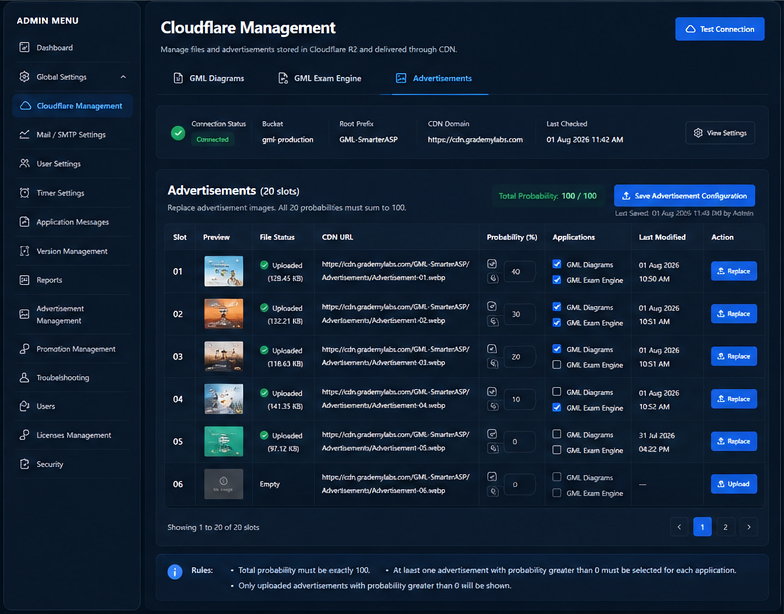 ADMIN MENU
Dashboard
Global Settings
Cloudflare Management
Mail / SMTP Settings
User Settings
Timer Settings
Application Messages
Version Management
Reports
Advertisement
Management
Promotion Management
Troubelshooting
Users
Licenses Management
Security
Cloudflare Management
Manage files and advertisements stored in Cloudflare R2 and delivered through CDN.
Test Connection
GML Diagrams
GML Exam Engine
Advertisements
Connection Status
Connected
Bucket
gml-production
Root Prefix
GML-SmarterASP
CDN Domain
https://cdn.grademylabs.com
Last Checked
01 Aug 2026 11:42 AM
View Settings
Advertisements (20 slots)
Replace advertisement images. All 20 probabilities must sum to 100.
Total Probability: 100 / 100
Save Advertisement Configuration
Last Saved: 01 Aug 2026 11:43 by Admin
Slot Preview File Status CDN URL Probability (%) Applications Last Modified Action
01 Uploaded https://cdn.grademylabs.com/GML-SmarterASP/ 40 GML Diagrams 01 Aug 2026 Replace
(128.45 KB) Advertisements/Advertisement-01.webp GML Exam Engine 10:50 AM
02 Uploaded https://cdn.grademylabs.com/GML-SmarterASP/ 30 GML Diagrams 01 Aug 2026 Replace
(132.21 KB) Advertisements/Advertisement-02.webp GML Exam Engine 10:51 AM
03 Uploaded https://cdn.grademylabs.com/GML-SmarterASP/ 20 GML Diagrams 01 Aug 2026 Replace
(118.63 KB) Advertisements/Advertisement-03.webp GML Exam Engine 10:51 AM
04 Uploaded https://cdn.grademylabs.com/GML-SmarterASP/ 10 GML Diagrams 01 Aug 2026 Replace
(141.35 KB) Advertisements/Advertisement-04.webp GML Exam Engine 10:52 AM
05 Uploaded https://cdn.grademylabs.com/GML-SmarterASP/ 0 GML Diagrams 31 Jul 2026 Replace
(97.12 KB) Advertisements/Advertisement-05.webp GML Exam Engine 04:22 PM
06 Empty https://cdn.grademylabs.com/GML-SmarterASP/ 0 GML Diagrams — Upload
Advertisements/Advertisement-06.webp GML Exam Engine
Showing 1 to 20 of 20 slots
1 2
Rules:
• Total probability must be exactly 100. • At least one advertisement with probability greater than 0 must be selected for each application.
• Only uploaded advertisements with probability greater than 0 will be shown.